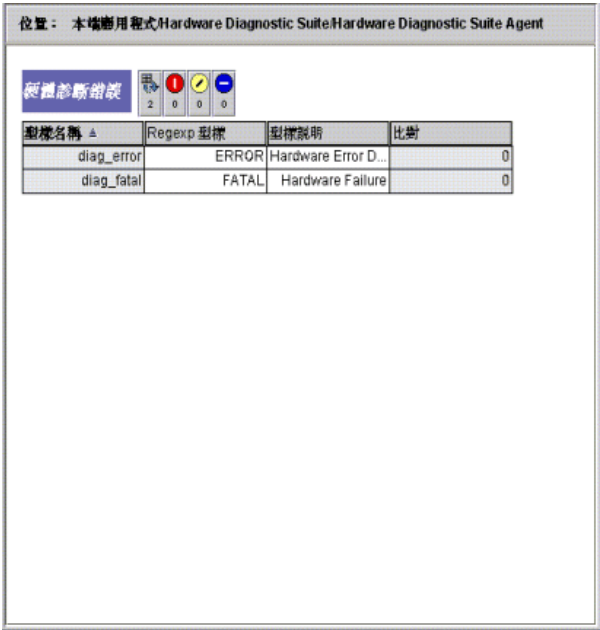 位置： 本端應用程式/Hardware Diagnostic Suite/Hardware Diagnostic Suite Agent
硬體診斷錯誤 2 0 0 0
型樣名稱 Regexp 型樣 型樣說明 比對
diag_error ERROR Hardware Error D... 0
diag_fatal FATAL Hardware Failure 0